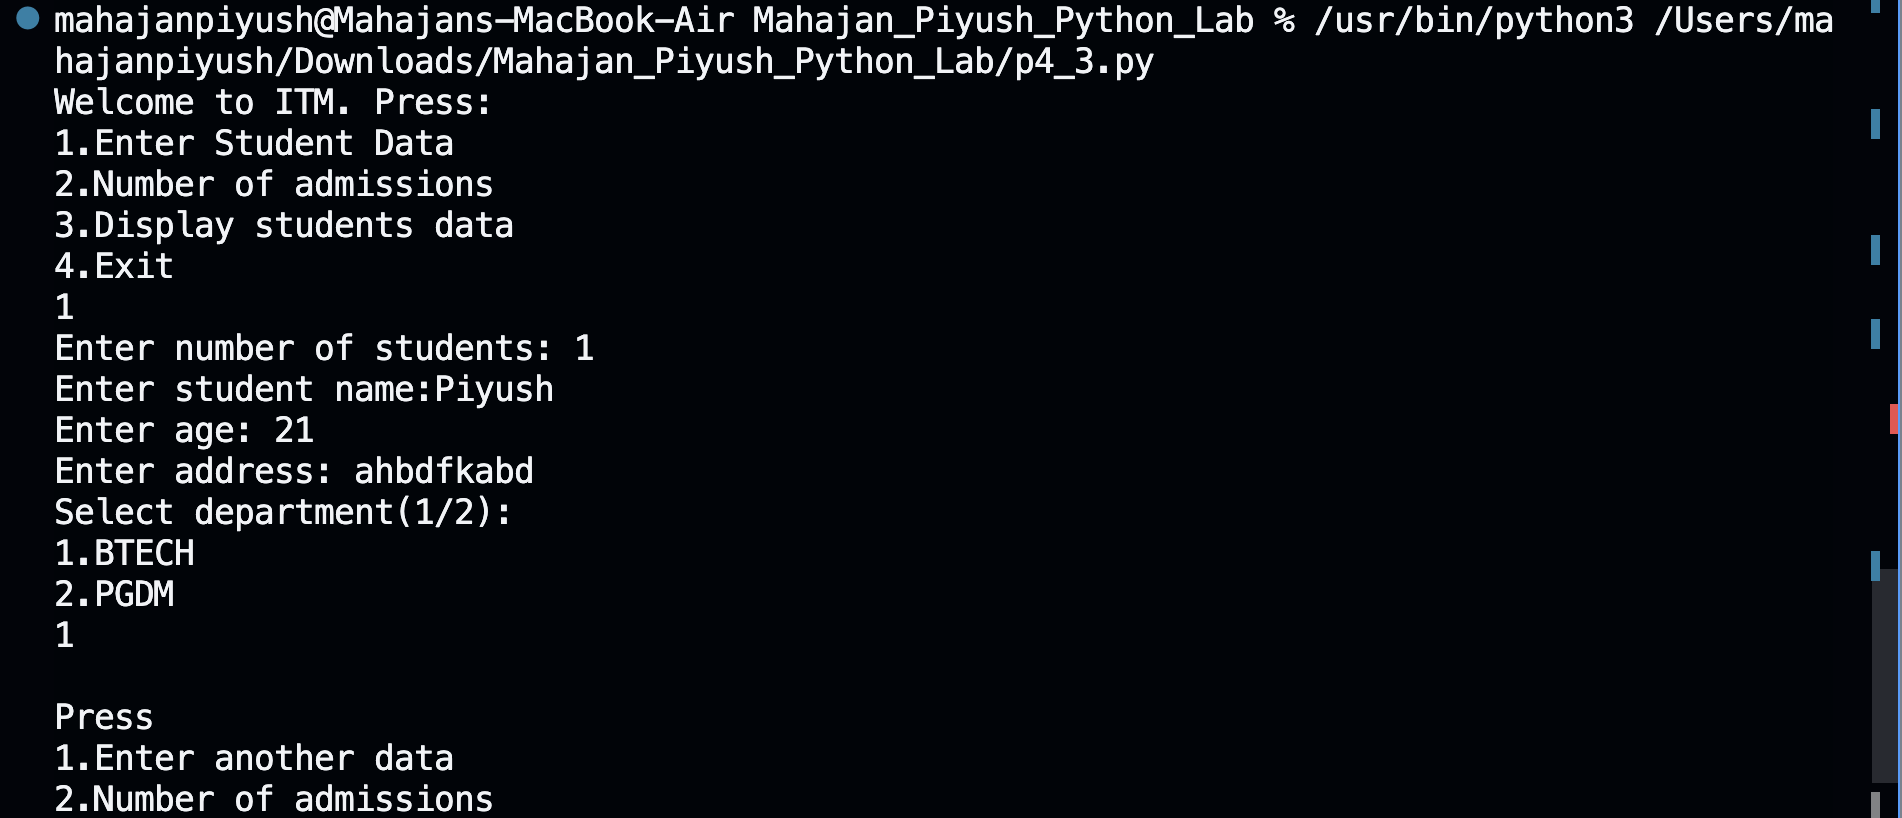 mahajanpiyush@Mahajans-MacBook-Air Mahajan_Piyush_Python_Lab % /usr/bin/python3 /Users/ma
hajanpiyush/Downloads/Mahajan_Piyush_Python_Lab/p4_3.py
Welcome to ITM. Press:
1.Enter Student Data
2.Number of admissions
3.Display students data
4.Exit
1
Enter number of students: 1
Enter student name:Piyush
Enter age: 21
Enter address: ahbdfkabd
Select department(1/2):
1.BTECH
2.PGDM
1
Press
1.Enter another data
2.Number of admissions